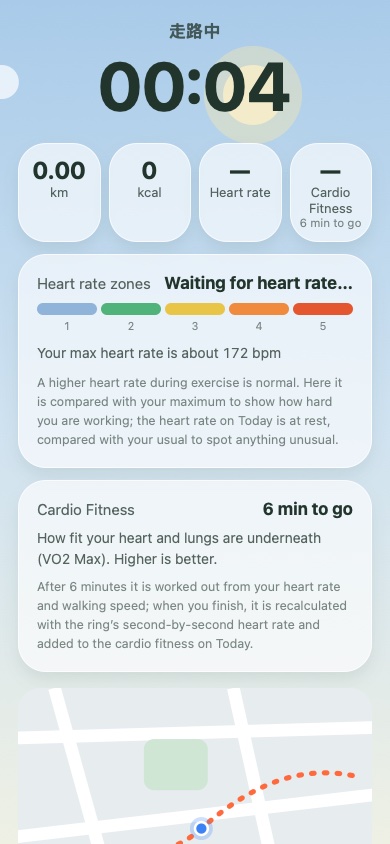 走路中
00:04
0.00
km
0
kcal
—
Heart rate
—
Cardio
Fitness
6 min to go
Heart rate zones Waiting for heart rate...
1 2 3 4 5
Your max heart rate is about 172 bpm
A higher heart rate during exercise is normal. Here it
is compared with your maximum to show how hard
you are working; the heart rate on Today is at rest,
compared with your usual to spot anything unusual.
Cardio Fitness 6 min to go
How fit your heart and lungs are underneath
(VO2 Max). Higher is better.
After 6 minutes it is worked out from your heart rate
and walking speed; when you finish, it is recalculated
with the ring's second-by-second heart rate and
added to the cardio fitness on Today.